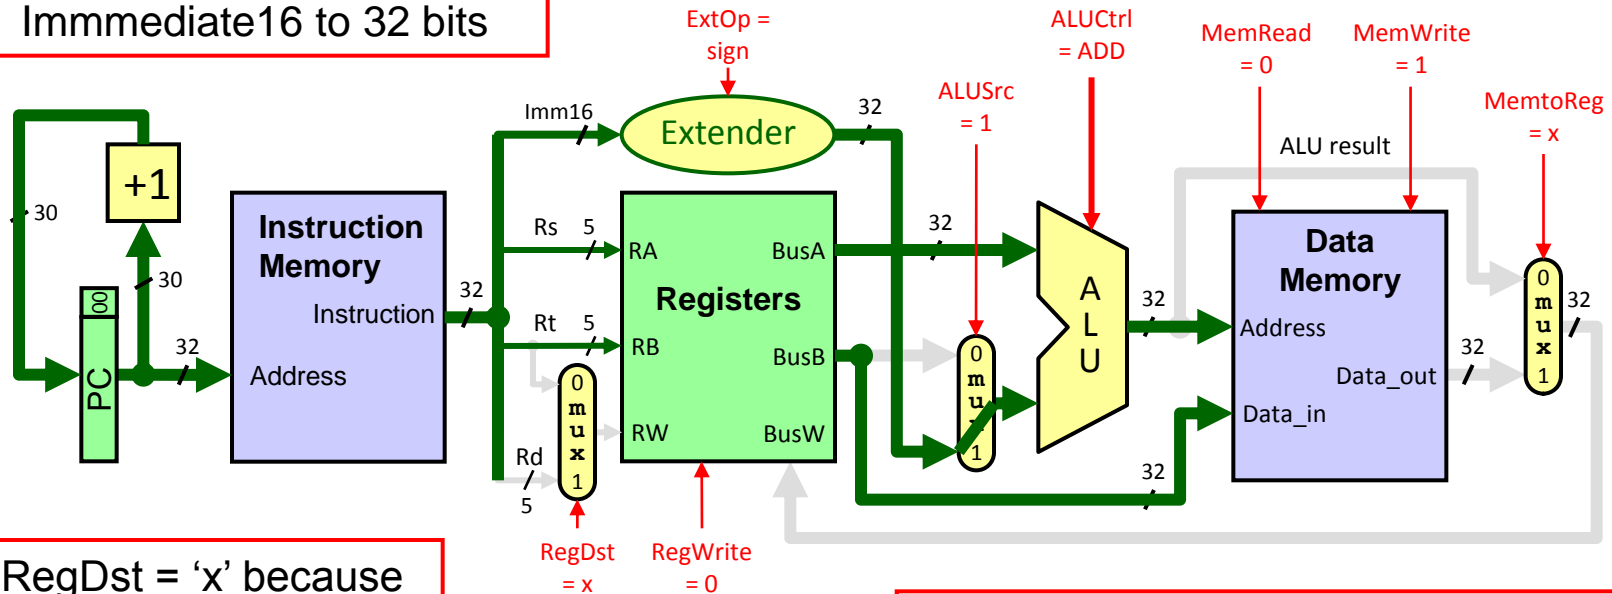 Immmediate16 to 32 bits
ExtOp =
sign
ALUCtrl
= ADD
MemRead
= 0
MemWrite
= 1
MemtoReg
= x
ALUSrc
= 1
Imm16
Extender
32
ALU result
+1
30
30
00
PC
32
Instruction
Memory
Instruction
Address
32
Rs
5
Rt
5
Rd
5
0
m
u
x
1
RA
RB
RW
Registers
BusA
BusB
BusW
32
0
m
u
1
A
L
U
32
32
Data
Memory
Address
Data_out
Data_in
32
0
m
u
x
1
32
RegDst
= x
RegWrite
= 0
RegDst = ‘x’ because